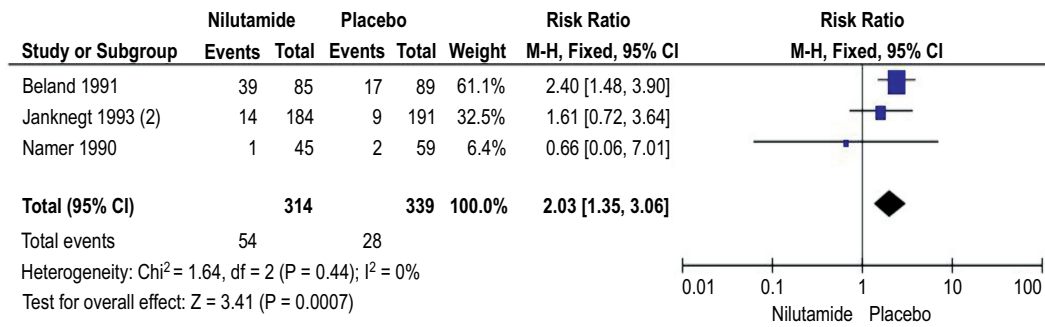 Nilutamide Placebo Risk Ratio Risk Ratio
Study or Subgroup Events Total Events Total Weight M-H, Fixed, 95% CI M-H, Fixed, 95% CI
Beland 1991 39 85 17 89 61.1% 2.40 [1.48, 3.90]
Janknegt 1993 (2) 14 184 9 191 32.5% 1.61 [0.72, 3.64]
Namer 1990 1 45 2 59 6.4% 0.66 [0.06, 7.01]
Total (95% CI) 314 339 100.0% 2.03 [1.35, 3.06]
Total events 54 28
Heterogeneity: Chi² = 1.64, df = 2 (P = 0.44); I² = 0%
Test for overall effect: Z = 3.41 (P = 0.0007)
0.01 0.1 1 10 100
Nilutamide Placebo